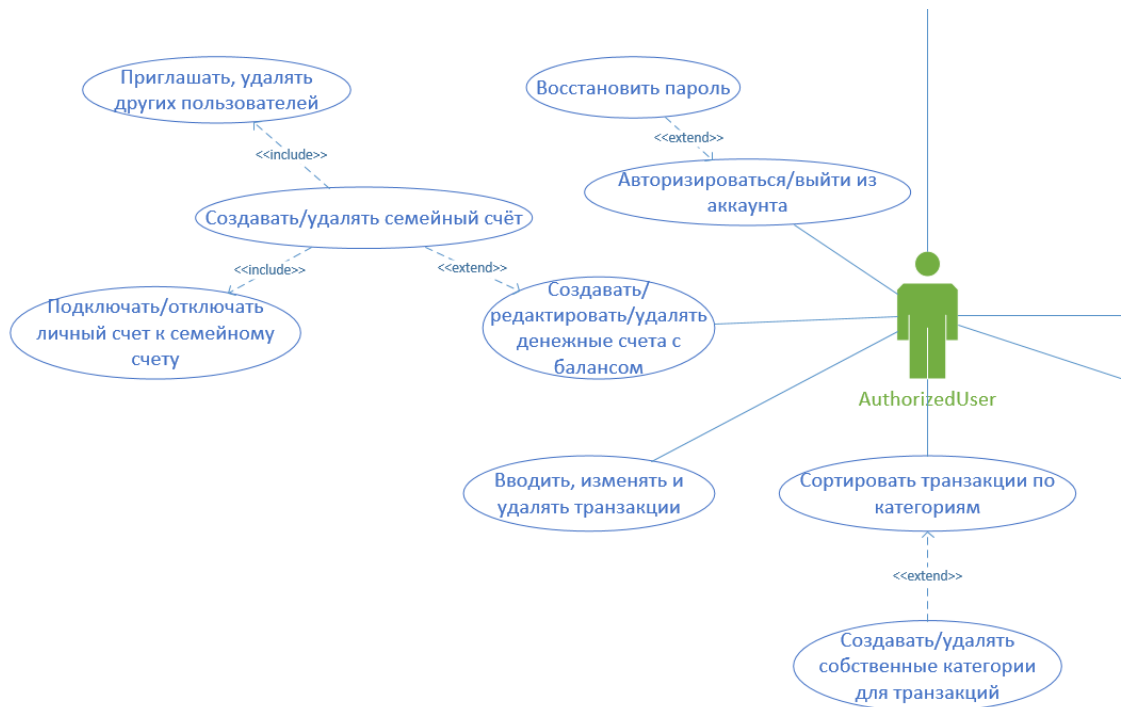 Приглашать, удалять
других пользователей
Восстановить пароль
<<extend>>
<<include>>
Авторизироваться/выйти из
аккаунта
Создавать/удалять семейный счёт
<<include>>
<<extend>>
Подключать/отключать
личный счет к семейному
счету
Создавать/
редактировать/удалять
денежные счета с
балансом
AuthorizedUser
Вводить, изменять и
удалять транзакции
Сортировать транзакции по
категориям
<<extend>>
Создавать/удалять
собственные категории
для транзакций